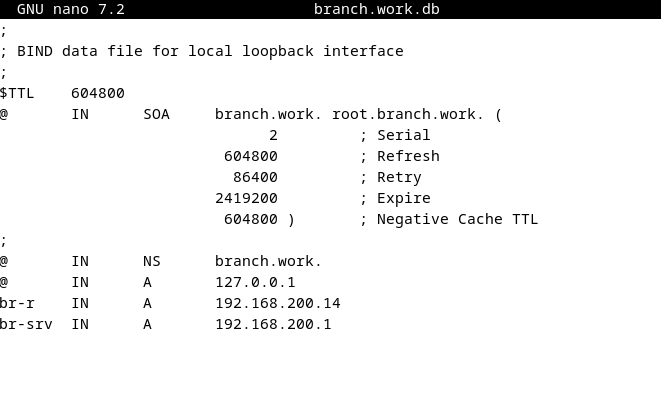 GNU nano 7.2 branch.work.db
;
; BIND data file for local loopback interface
;
$TTL 604800
@ IN SOA branch.work. root.branch.work. (
2 ; Serial
604800 ; Refresh
86400 ; Retry
2419200 ; Expire
604800 ) ; Negative Cache TTL
;
@ IN NS branch.work.
@ IN A 127.0.0.1
br-r IN A 192.168.200.14
br-srv IN A 192.168.200.1